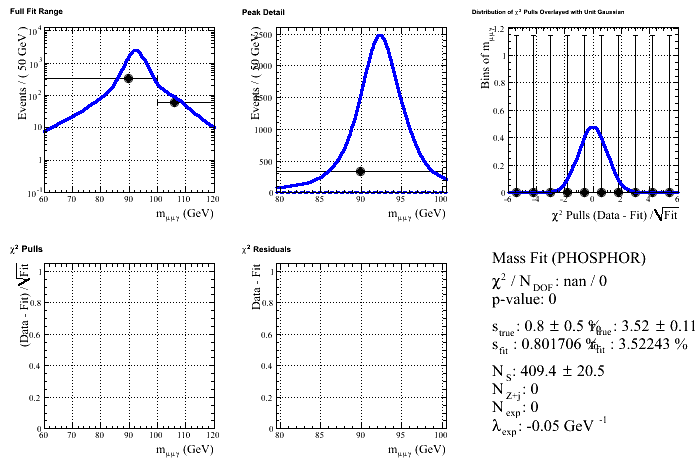 Full Fit Range
Events / ( 50 GeV )
10⁴
10³
10²
10
1
10⁻¹
60 70 80 90 100 110 120
m_μμγ (GeV)
Peak Detail
Events / ( 50 GeV )
2500
2000
1500
1000
500
0
80 85 90 95 100
m_μμγ (GeV)
Distribution of χ² Pulls Overlayed with Unit Gaussian
Bins of m_μμγ
1.2
1
0.8
0.6
0.4
0.2
0
-6 -4 -2 0 2 4 6
χ² Pulls (Data - Fit) /√Fit
χ² Pulls
(Data - Fit) /√Fit
1
0.8
0.6
0.4
0.2
0
60 70 80 90 100 110 120
m_μμγ (GeV)
χ² Residuals
Data - Fit
1
0.8
0.6
0.4
0.2
0
80 85 90 95 100
m_μμγ (GeV)
Mass Fit (PHOSPHOR)
χ² / N_DOF : nan / 0
p-value: 0
s_true : 0.8 ± 0.5 % r_true : 3.52 ± 0.11
s_fit : 0.801706 % r_fit : 3.52243 %
N_S : 409.4 ± 20.5
N_Z+j : 0
N_exp : 0
λ_exp : -0.05 GeV ⁻¹